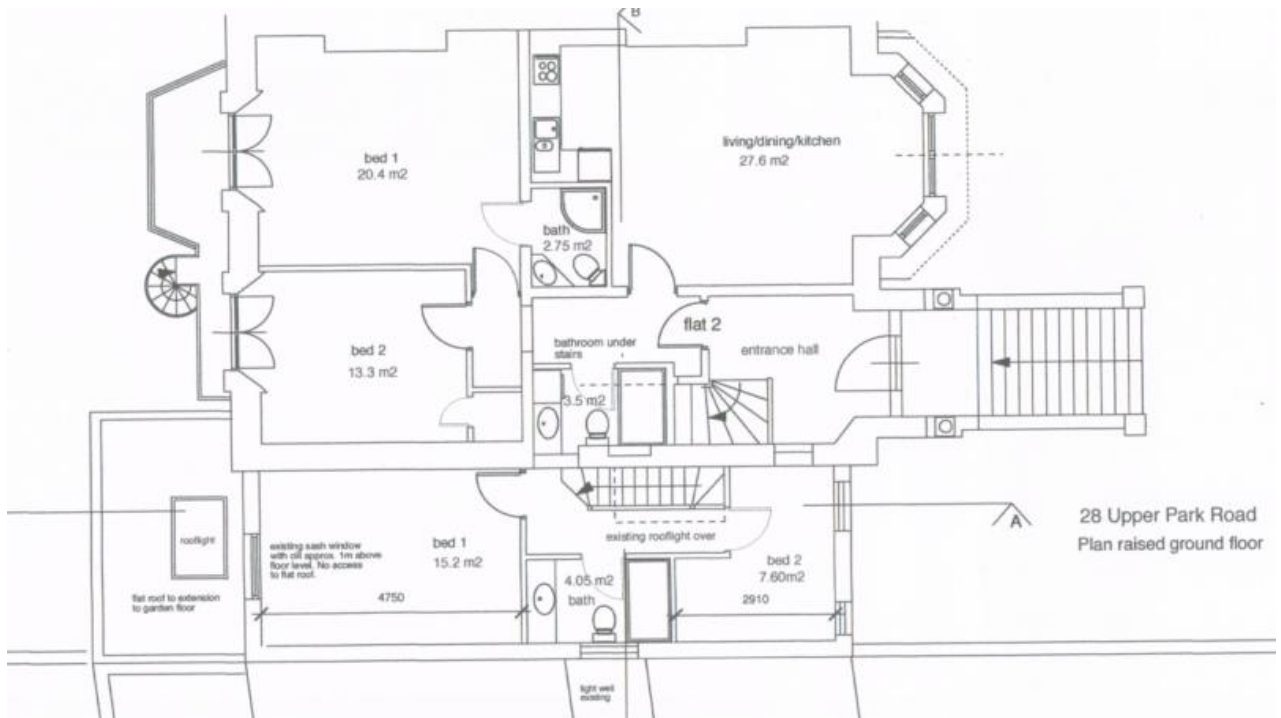 B
bed 1
20.4 m2
living/dining/kitchen
27.6 m2
bath
2.75 m2
flat 2
bathroom under
stairs
entrance hall
bed 2
13.3 m2
3.5 m2
rooflight
existing sash window
with cill approx. 1m above
floor level. No access
to flat roof.
bed 1
15.2 m2
existing rooflight over
A
28 Upper Park Road
Plan raised ground floor
bed 2
7.60m2
4.05 m2
bath
flat roof to extension
to garden floor
4750
2910
light well
existing